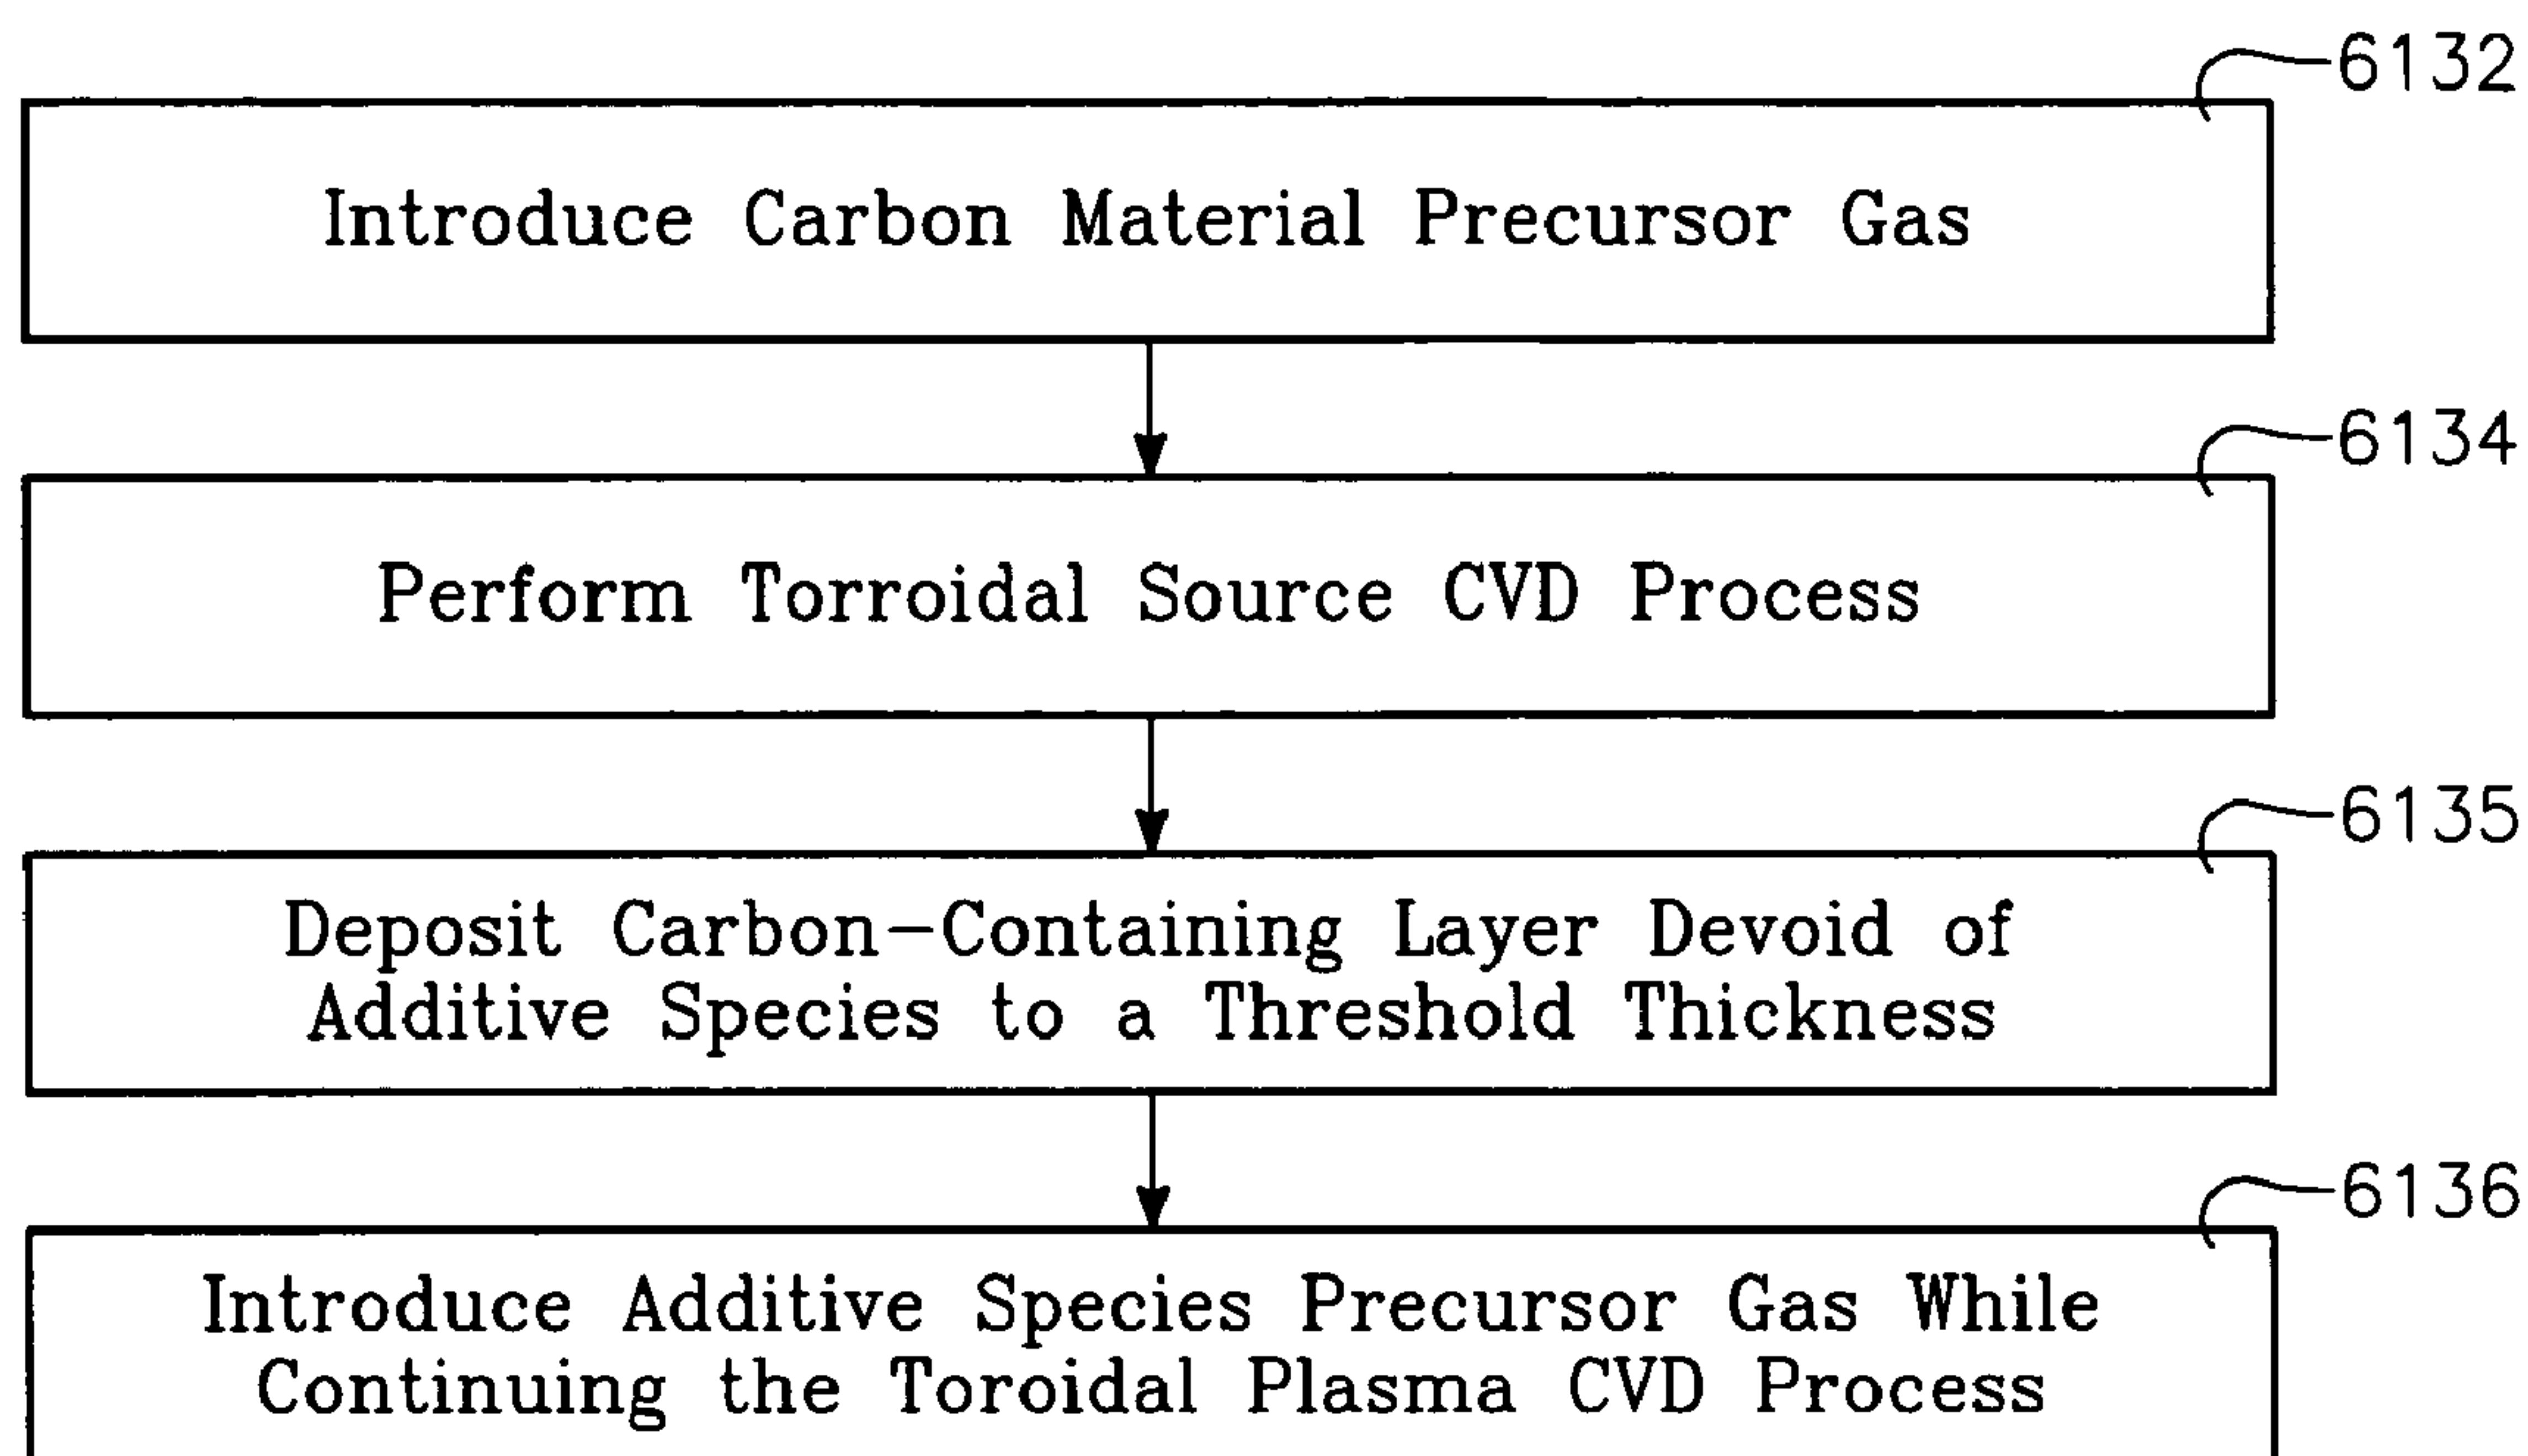 6132
Introduce Carbon Material Precursor Gas
6134
Perform Torroidal Source CVD Process
6135
Deposit Carbon-Containing Layer Devoid of
Additive Species to a Threshold Thickness
6136
Introduce Additive Species Precursor Gas While
Continuing the Toroidal Plasma CVD Process